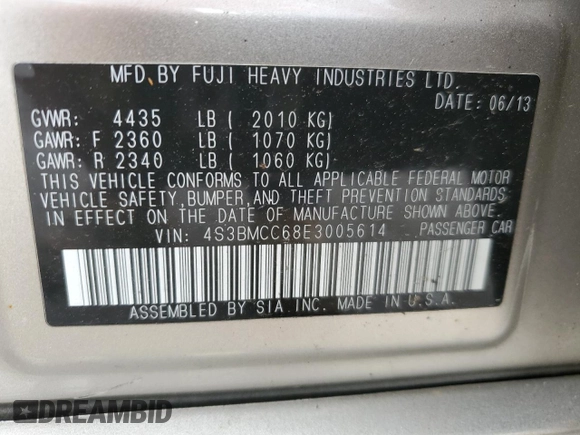 MFD. BY FUJI HEAVY INDUSTRIES LTD.
DATE: 06/13
GVWR: 4435 LB ( 2010 KG)
GAWR: F 2360 LB ( 1070 KG)
GAWR: R 2340 LB ( 1060 KG)
THIS VEHICLE CONFORMS TO ALL APPLICABLE FEDERAL MOTOR
VEHICLE SAFETY, BUMPER, AND THEFT PREVENTION STANDARDS
IN EFFECT ON THE DATE OF MANUFACTURE SHOWN ABOVE.
VIN: 4S3BMCC68E3005614 PASSENGER CAR
ASSEMBLED BY SIA INC. MADE IN U.S.A.
DREAMBID